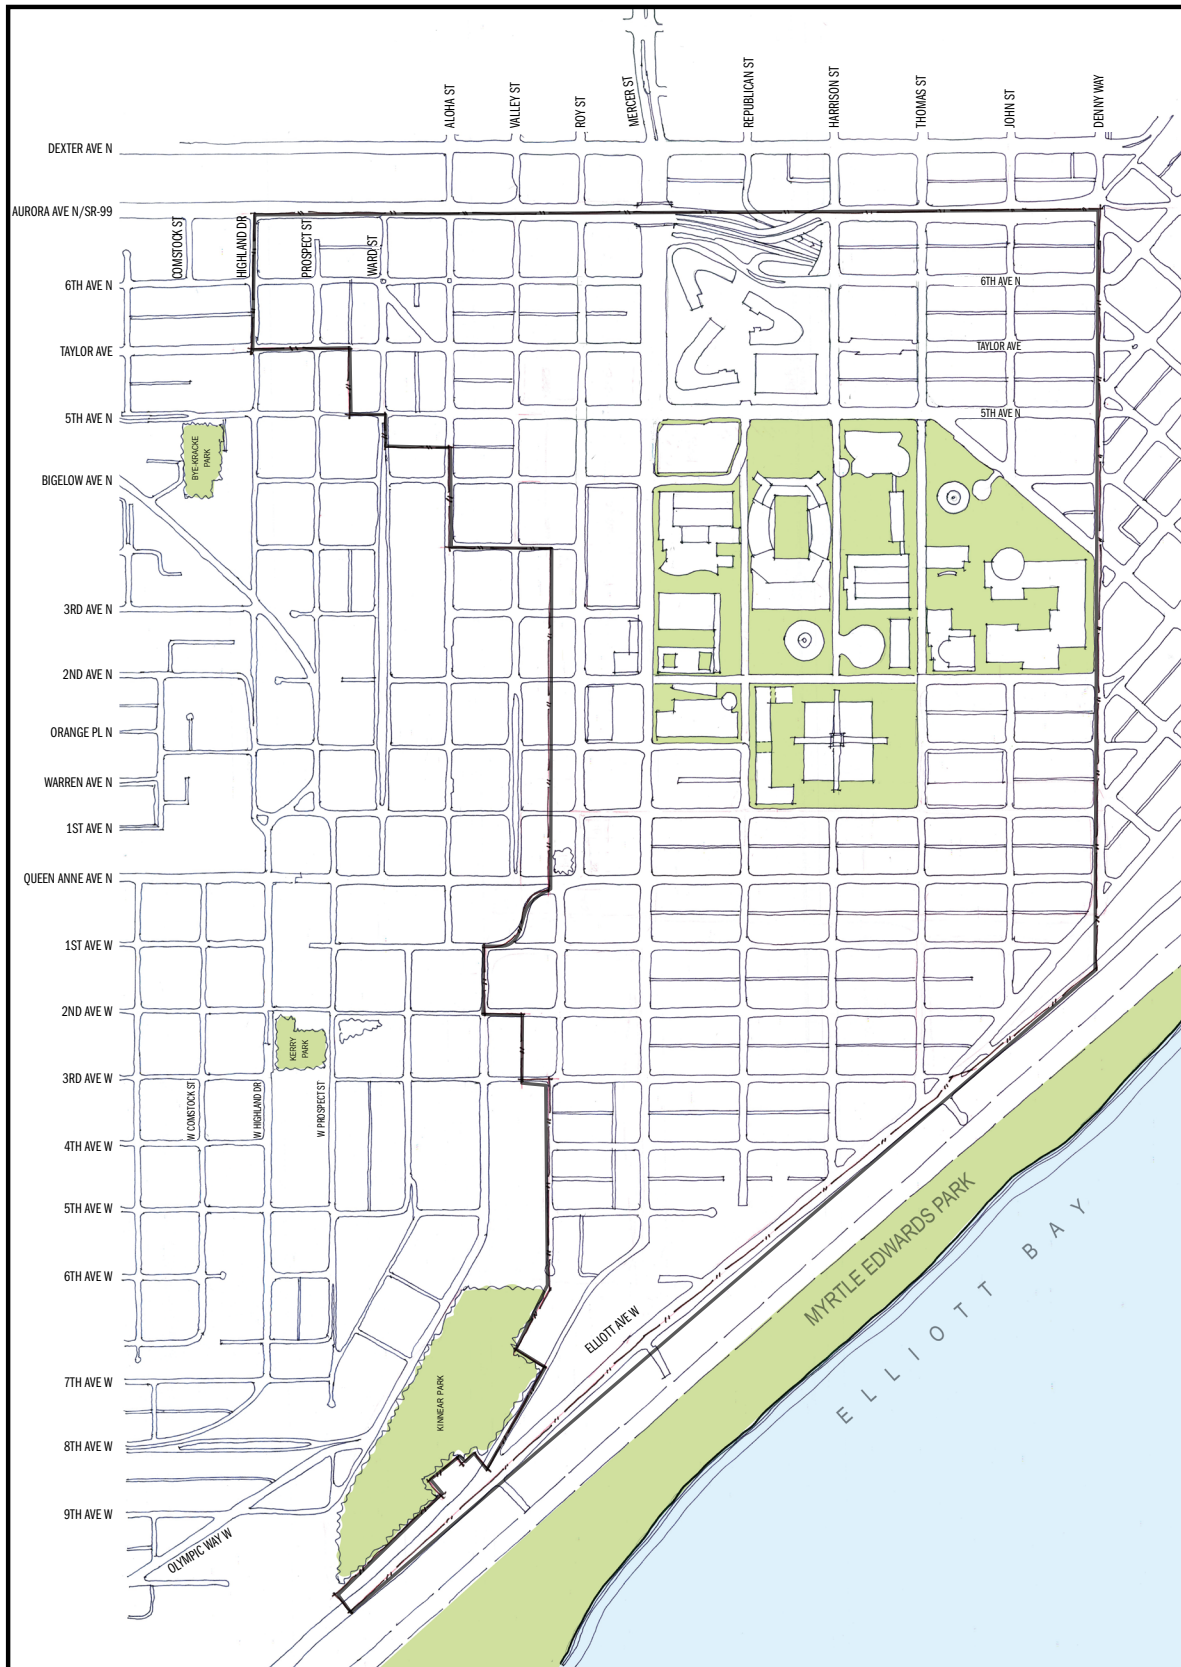 ALOHA ST
VALLEY ST
ROY ST
MERCER ST
REPUBLICAN ST
HARRISON ST
THOMAS ST
JOHN ST
DENNY WAY
DEXTER AVE N
AURORA AVE N/SR-99
COMSTOCK ST
HIGHLAND DR
PROSPECT ST
WARD ST
6TH AVE N
6TH AVE N
TAYLOR AVE
TAYLOR AVE
5TH AVE N
5TH AVE N
BYE-KRACKE
PARK
BIGELOW AVE N
3RD AVE N
2ND AVE N
ORANGE PL N
WARREN AVE N
1ST AVE N
QUEEN ANNE AVE N
1ST AVE W
2ND AVE W
KERRY
PARK
3RD AVE W
W COMSTOCK ST
W HIGHLAND DR
W PROSPECT ST
4TH AVE W
5TH AVE W
MYRTLE EDWARDS PARK
ELLIOTT BAY
6TH AVE W
ELLIOTT AVE W
7TH AVE W
KINNEAR PARK
8TH AVE W
9TH AVE W
OLYMPIC WAY W